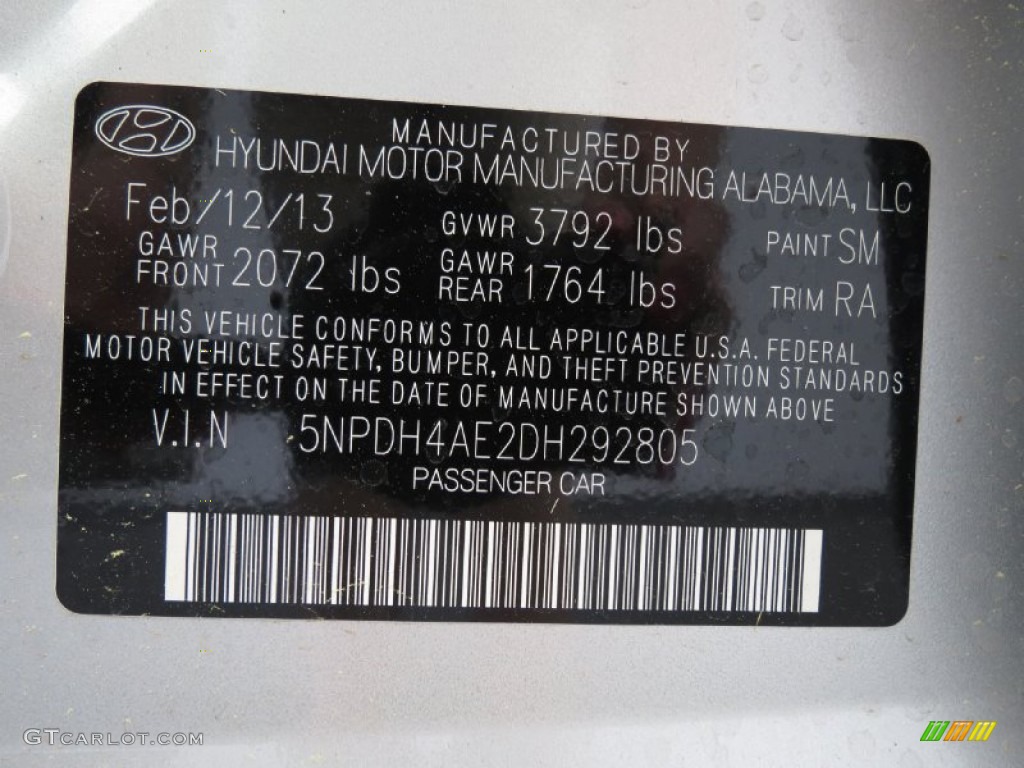 MANUFACTURED BY
HYUNDAI MOTOR MANUFACTURING ALABAMA, LLC
Feb/12/13 GVWR 3792 lbs PAINT SM
GAWR FRONT 2072 lbs GAWR REAR 1764 lbs TRIM RA
THIS VEHICLE CONFORMS TO ALL APPLICABLE U.S.A. FEDERAL
MOTOR VEHICLE SAFETY, BUMPER, AND THEFT PREVENTION STANDARDS
IN EFFECT ON THE DATE OF MANUFACTURE SHOWN ABOVE
V.I.N 5NPDH4AE2DH292805
PASSENGER CAR
GTCARLOT.COM